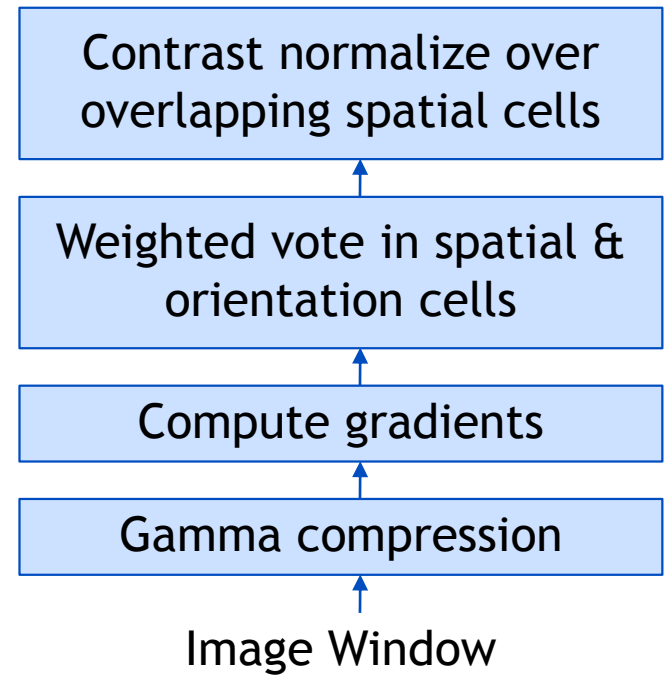 Contrast normalize over
overlapping spatial cells
Weighted vote in spatial &
orientation cells
Compute gradients
Gamma compression
Image Window